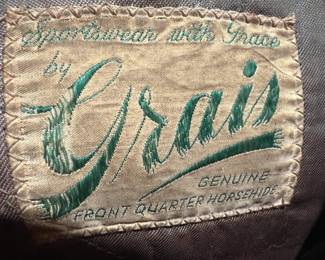 Sportswear with Grace
by
Grais
GENUINE
FRONT QUARTER HORSEHIDE